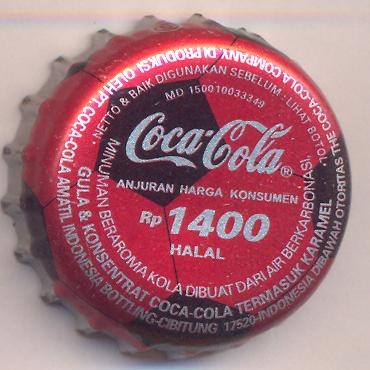 DI PRODUKSI OLEH PT. COCA-COLA AMATIL INDONESIA BOTTLING-CIBITUNG 17520-INDONESIA DIBAWAH OTORITAS THE COCA-COLA COMPANY.
· NETTO & BAIK DIGUNAKAN SEBELUM : LIHAT BOTOL ·
MD 150010033349
Coca-Cola®
ANJURAN HARGA KONSUMEN
Rp 1400
HALAL
MINUMAN BERAROMA KOLA DIBUAT DARI AIR BERKARBONASI,
GULA & KONSENTRAT COCA-COLA TERMASUK KARAMEL